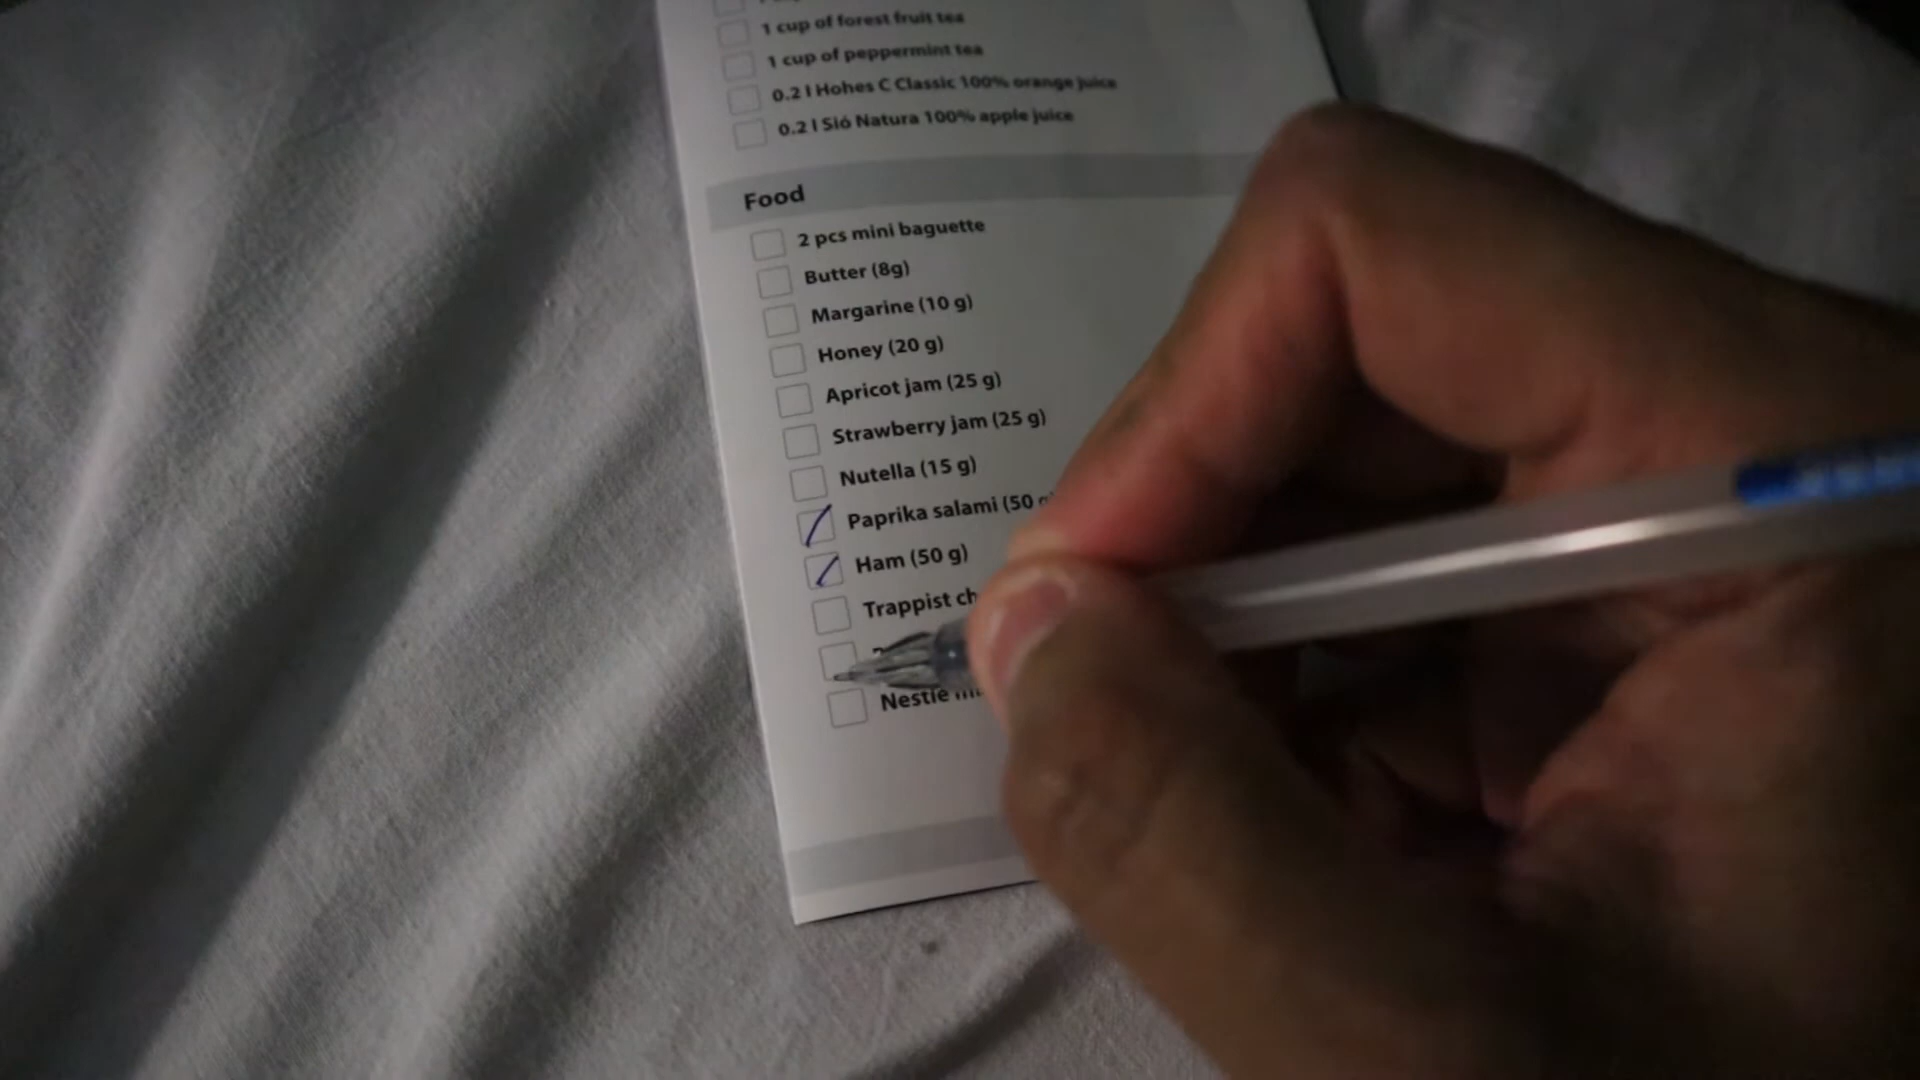 1 cup of forest fruit tea
1 cup of peppermint tea
0.2 l Hohes C Classic 100% orange juice
0.2 l Sió Natura 100% apple juice
Food
2 pcs mini baguette
Butter (8g)
Margarine (10 g)
Honey (20 g)
Apricot jam (25 g)
Strawberry jam (25 g)
Nutella (15 g)
Paprika salami (50
Ham (50 g)
Trappist
Nestlé